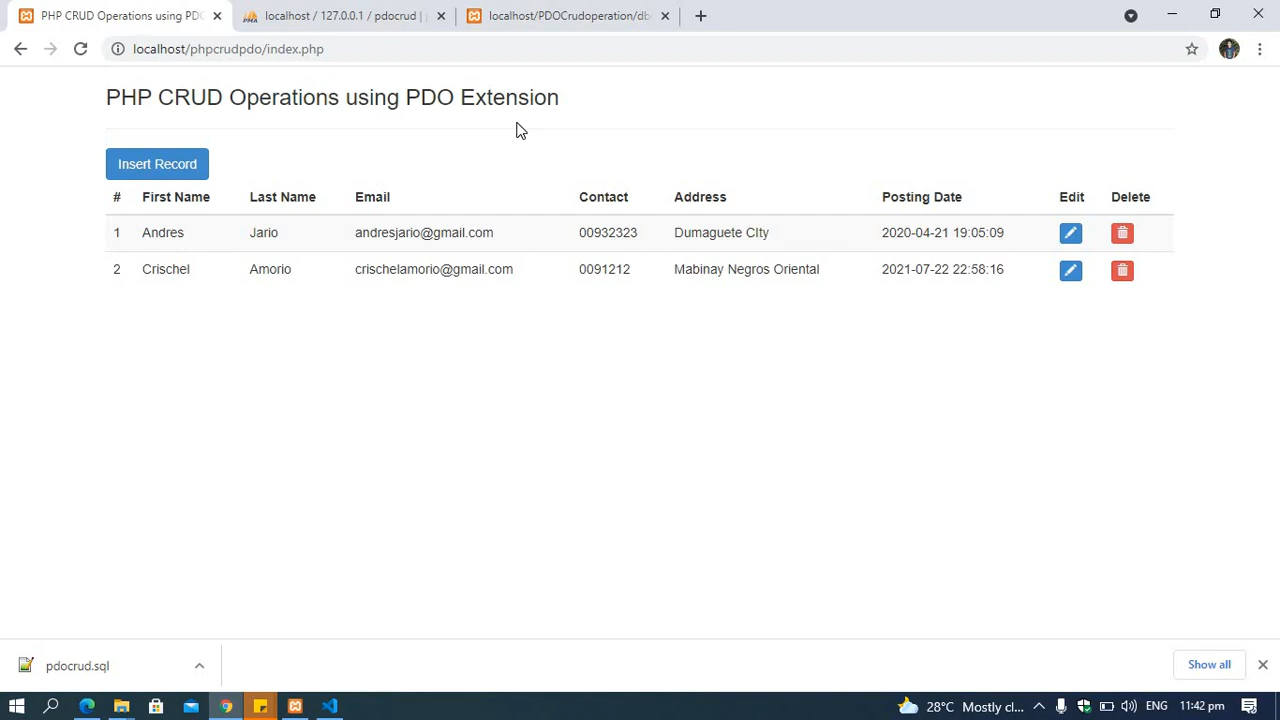 PHP CRUD Operations using PDO
localhost / 127.0.0.1 / pdocrud |
localhost/PDOCrudoperation/db
localhost/phpcrudpdo/index.php
PHP CRUD Operations using PDO Extension
Insert Record
# First Name Last Name Email Contact Address Posting Date Edit Delete
1 Andres Jario andresjario@gmail.com 00932323 Dumaguete CIty 2020-04-21 19:05:09
2 Crischel Amorio crischelamorio@gmail.com 0091212 Mabinay Negros Oriental 2021-07-22 22:58:16
pdocrud.sql
Show all
28°C Mostly cl... ENG 11:42 pm